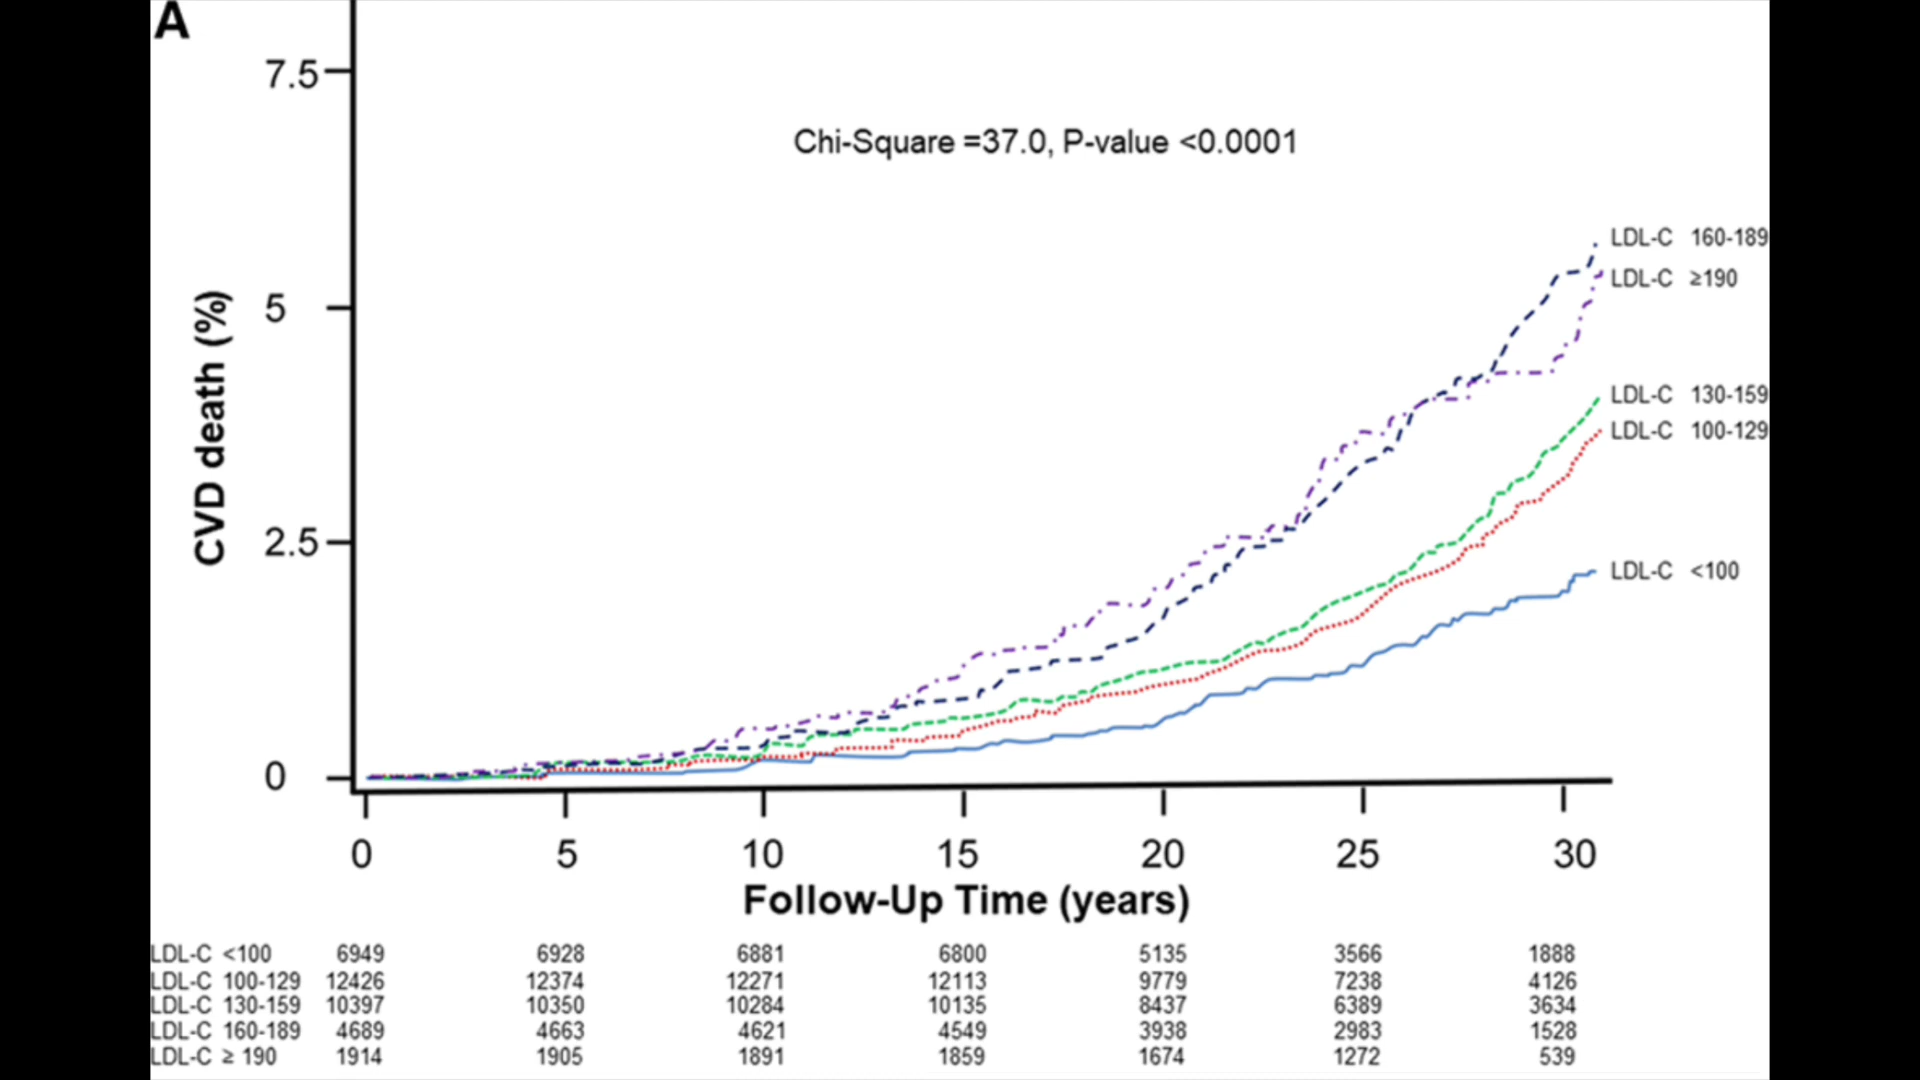 A
7.5
Chi-Square =37.0, P-value <0.0001
LDL-C 160-189
LDL-C ≥190
5
CVD death (%)
LDL-C 130-159
LDL-C 100-129
2.5
LDL-C <100
0
0 5 10 15 20 25 30
Follow-Up Time (years)
LDL-C <100 6949 6928 6881 6800 5135 3566 1888
LDL-C 100-129 12426 12374 12271 12113 9779 7238 4126
LDL-C 130-159 10397 10350 10284 10135 8437 6389 3634
LDL-C 160-189 4689 4663 4621 4549 3938 2983 1528
LDL-C ≥ 190 1914 1905 1891 1859 1674 1272 539